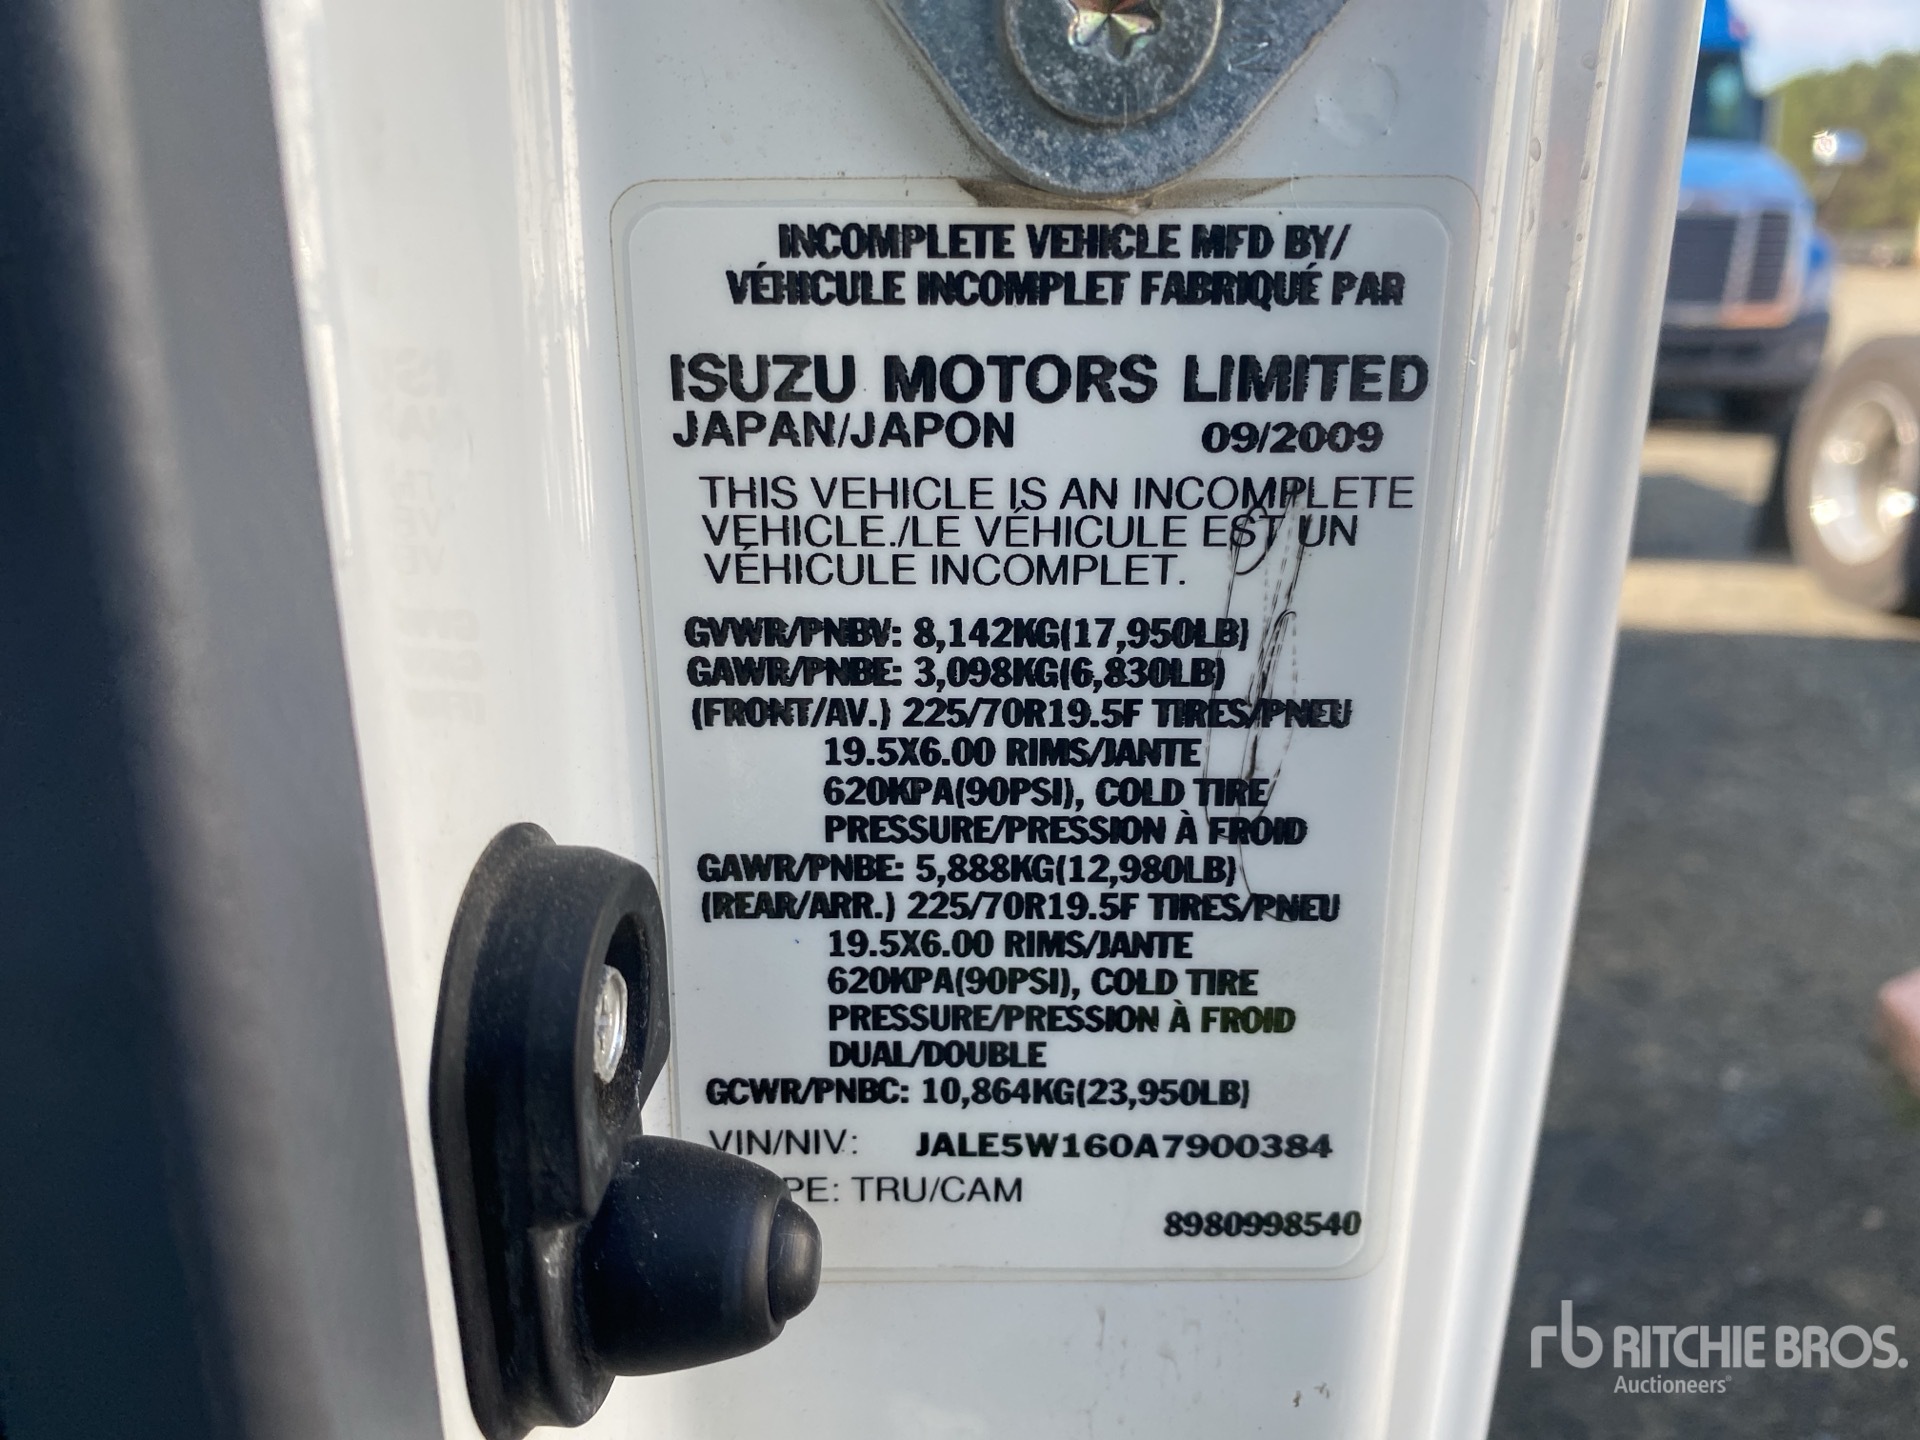 INCOMPLETE VEHICLE MFD BY/
VÉHICULE INCOMPLET FABRIQUÉ PAR
ISUZU MOTORS LIMITED
JAPAN/JAPON 09/2009
THIS VEHICLE IS AN INCOMPLETE
VEHICLE./LE VÉHICULE EST UN
VÉHICULE INCOMPLET.
GVWR/PNBV: 8,142KG(17,950LB)
GAWR/PNBE: 3,098KG(6,830LB)
(FRONT/AV.) 225/70R19.5F TIRES/PNEU
19.5X6.00 RIMS/JANTE
620KPA(90PSI), COLD TIRE
PRESSURE/PRESSION À FROID
GAWR/PNBE: 5,888KG(12,980LB)
(REAR/ARR.) 225/70R19.5F TIRES/PNEU
19.5X6.00 RIMS/JANTE
620KPA(90PSI), COLD TIRE
PRESSURE/PRESSION À FROID
DUAL/DOUBLE
GCWR/PNBC: 10,864KG(23,950LB)
VIN/NIV: JALE5W160A7900384
PE: TRU/CAM
8980998540
rb RITCHIE BROS.
Auctioneers